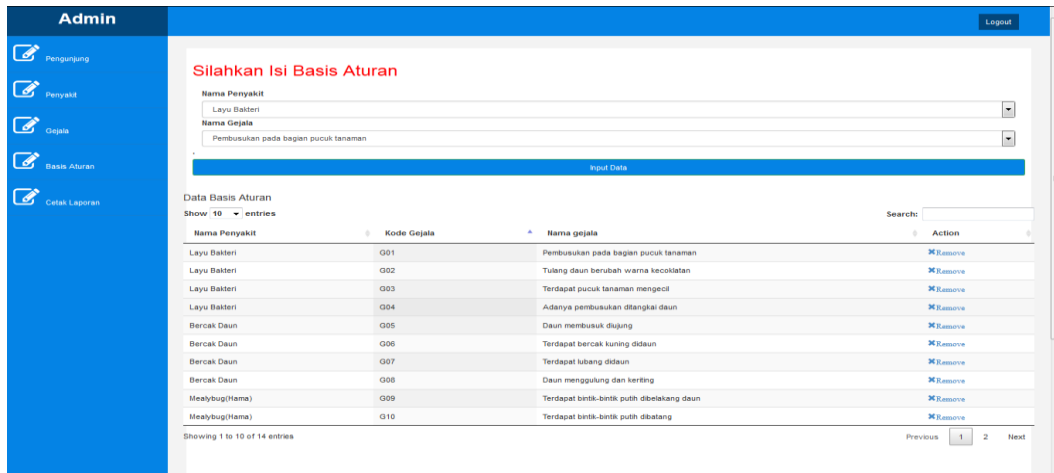 Admin
Logout
Pengunjung
Penyakit
Gejala
Basis Aturan
Cetak Laporan
Silahkan Isi Basis Aturan
Nama Penyakit
Layu Bakteri
Nama Gejala
Pembusukan pada bagian pucuk tanaman
Input Data
Data Basis Aturan
Show 10 entries Search:
Nama Penyakit Kode Gejala Nama gejala Action
Layu Bakteri G01 Pembusukan pada bagian pucuk tanaman Remove
Layu Bakteri G02 Tulang daun berubah warna kecoklatan Remove
Layu Bakteri G03 Terdapat pucuk tanaman mengecil Remove
Layu Bakteri G04 Adanya pembusukan ditangkai daun Remove
Bercak Daun G05 Daun membusuk diujung Remove
Bercak Daun G06 Terdapat bercak kuning didaun Remove
Bercak Daun G07 Terdapat lubang didaun Remove
Bercak Daun G08 Daun menggulung dan keriting Remove
Mealybug(Hama) G09 Terdapat bintik-bintik putih dibelakang daun Remove
Mealybug(Hama) G10 Terdapat bintik-bintik putih dibatang Remove
Showing 1 to 10 of 14 entries Previous 1 2 Next